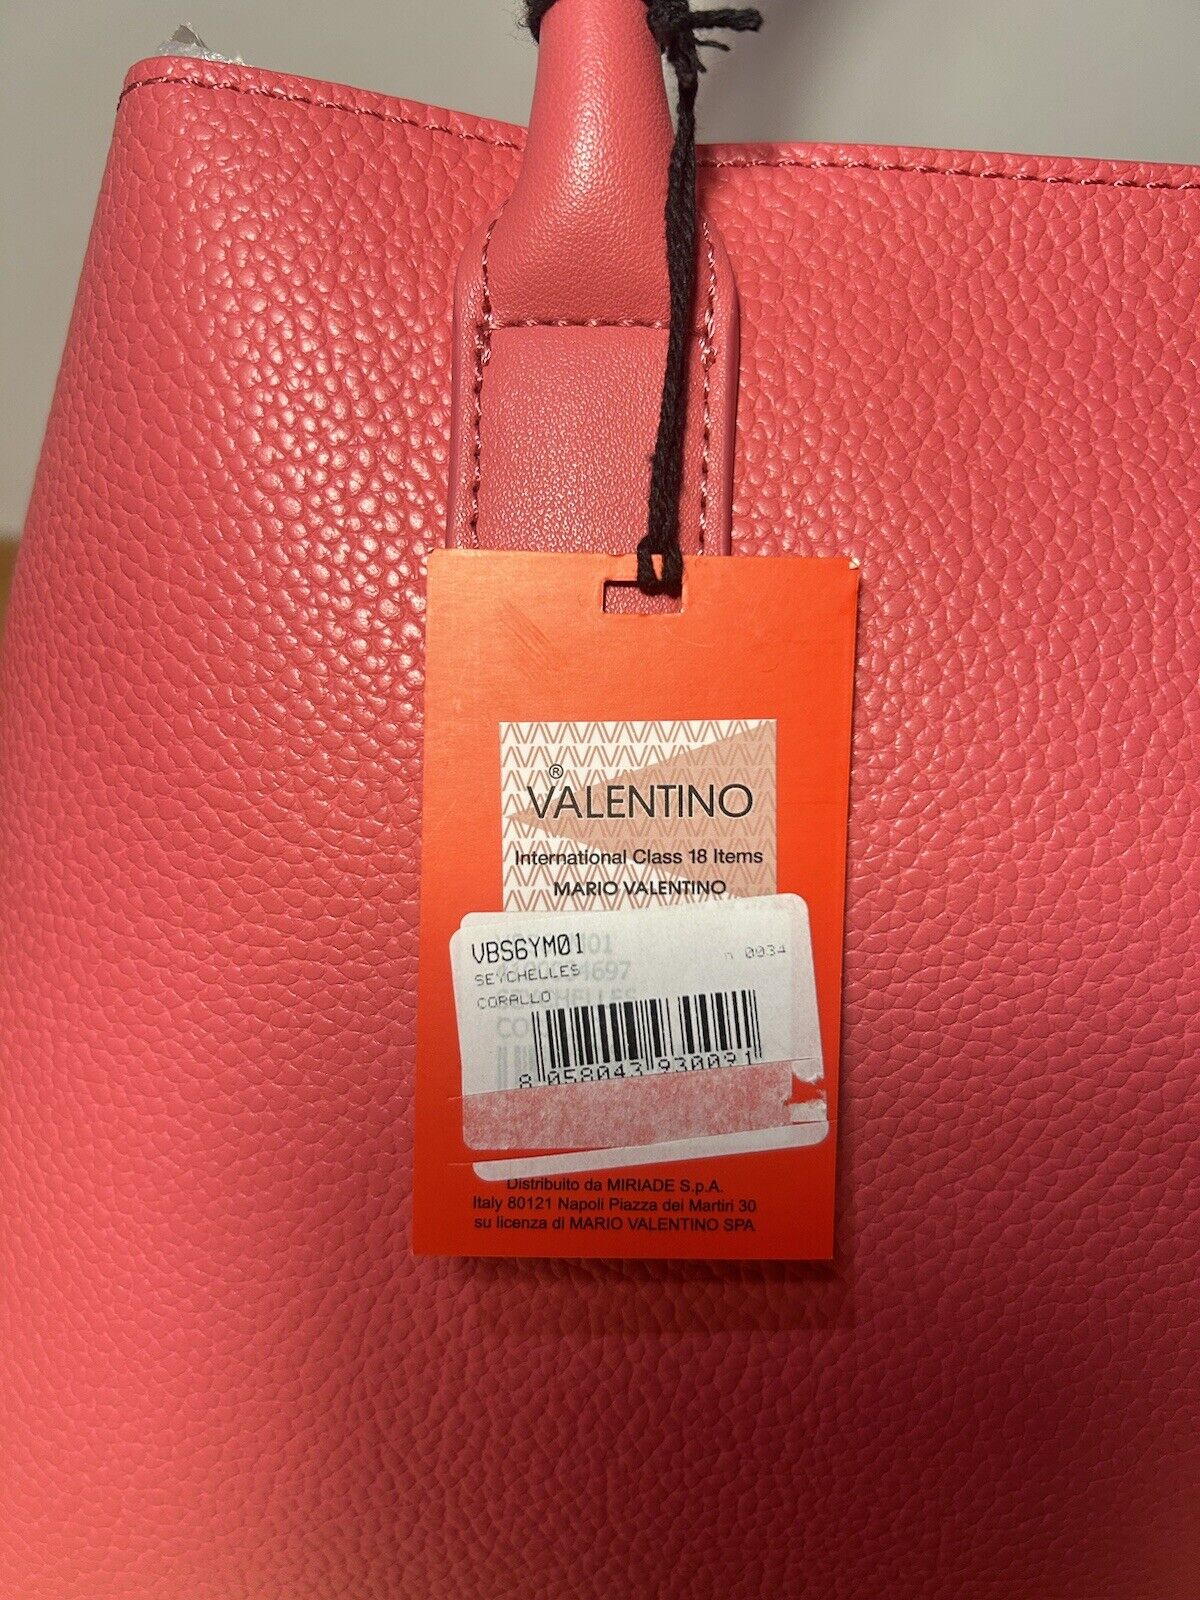 ®
VALENTINO
International Class 18 Items
MARIO VALENTINO
VBS6YM01
n 0034
SEYCHELLES
CORALLO
8 058043 930091
Distribuito da MIRIADE S.p.A.
Italy 80121 Napoli Piazza dei Martiri 30
su licenza di MARIO VALENTINO SPA